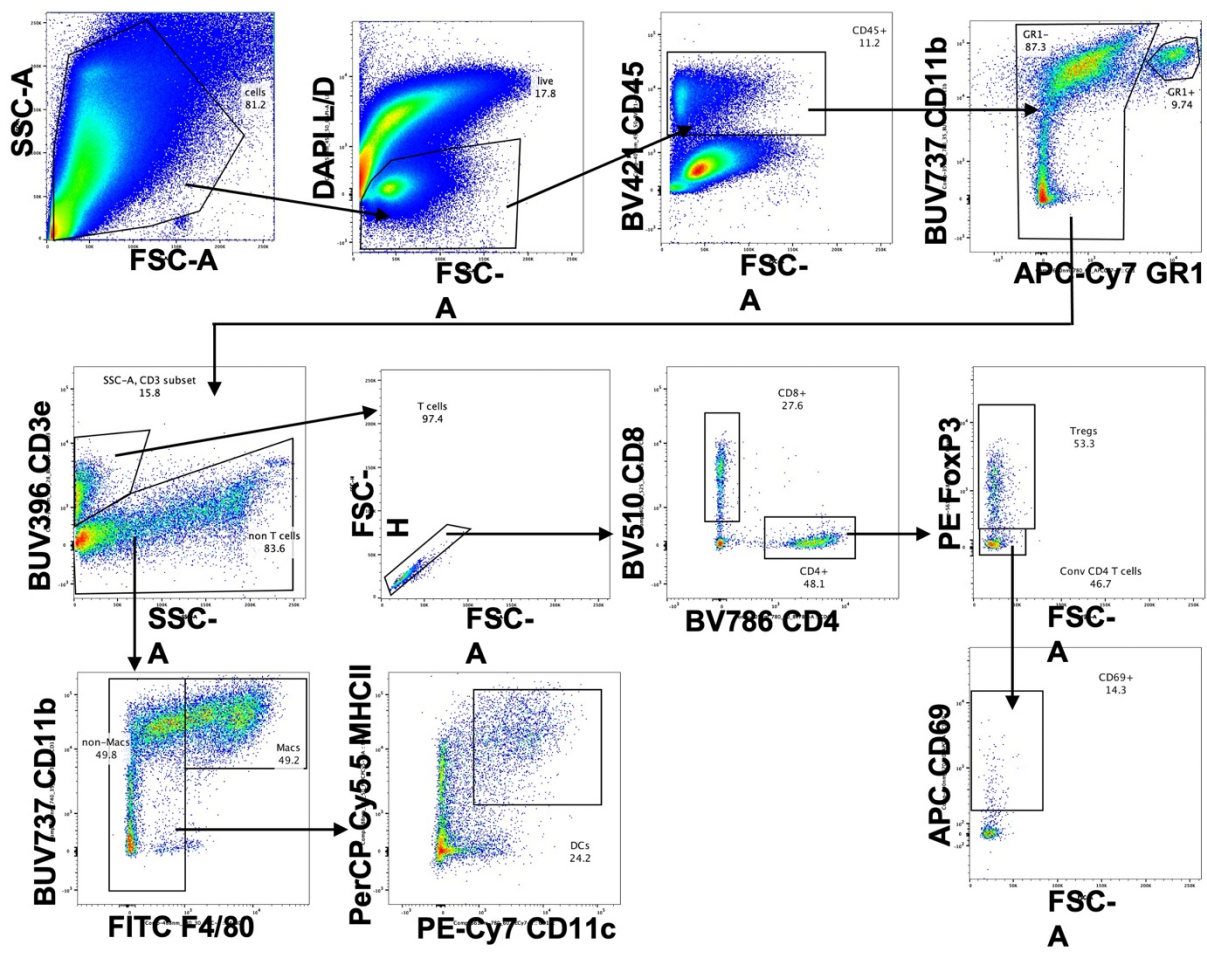 SSC-A
cells
81.2
FSC-A
DAPI L/D
live
17.8
FSC-
A
BV421 CD45
CD45+
11.2
FSC-
A
BUV737 CD11b
GR1-
87.3
GR1+
9.74
APC-Cy7 GR1
BUV396 CD3e
SSC-A, CD3 subset
15.8
non T cells
83.6
SSC-
A
FSC-
H
T cells
97.4
FSC-
A
BV510 CD8
CD8+
27.6
CD4+
48.1
BV786 CD4
PE-FoxP3
Tregs
53.3
Conv CD4 T cells
46.7
FSC-
A
BUV737 CD11b
non-Macs
49.8
Macs
49.2
FITC F4/80
PerCP-Cy5.5 MHCII
DCs
24.2
PE-Cy7 CD11c
APC CD69
CD69+
14.3
FSC-
A